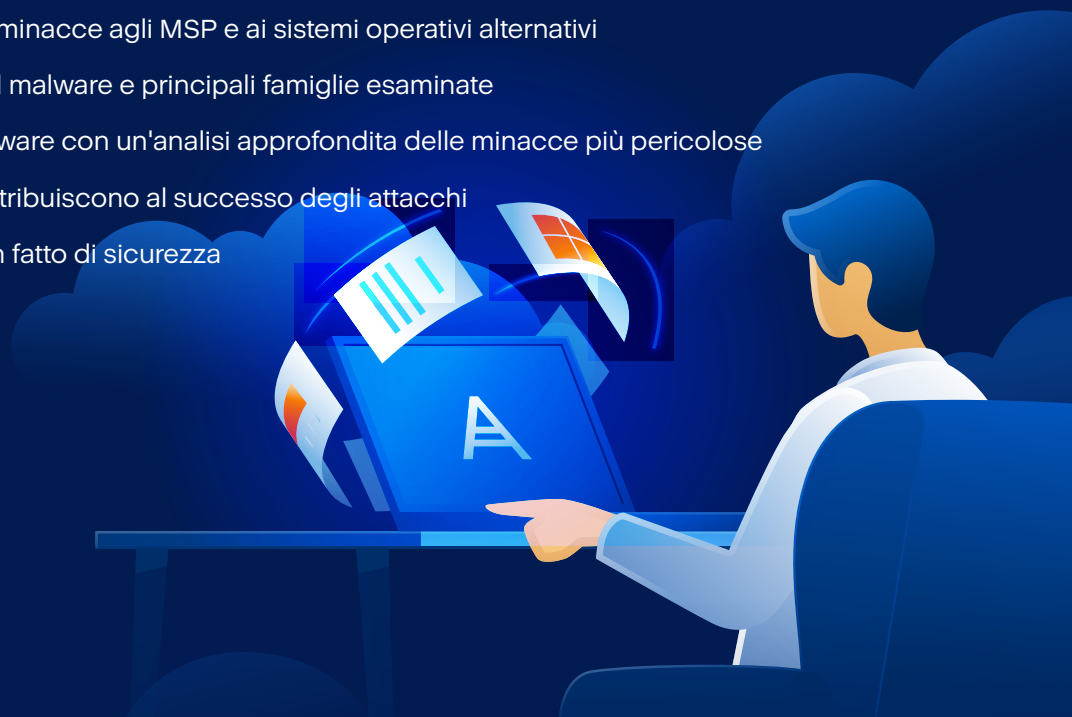 minacce agli MSP e ai sistemi operativi alternativi
malware e principali famiglie esaminate
ware con un'analisi approfondita delle minacce più pericolose
tribuiscono al successo degli attacchi
fatto di sicurezza